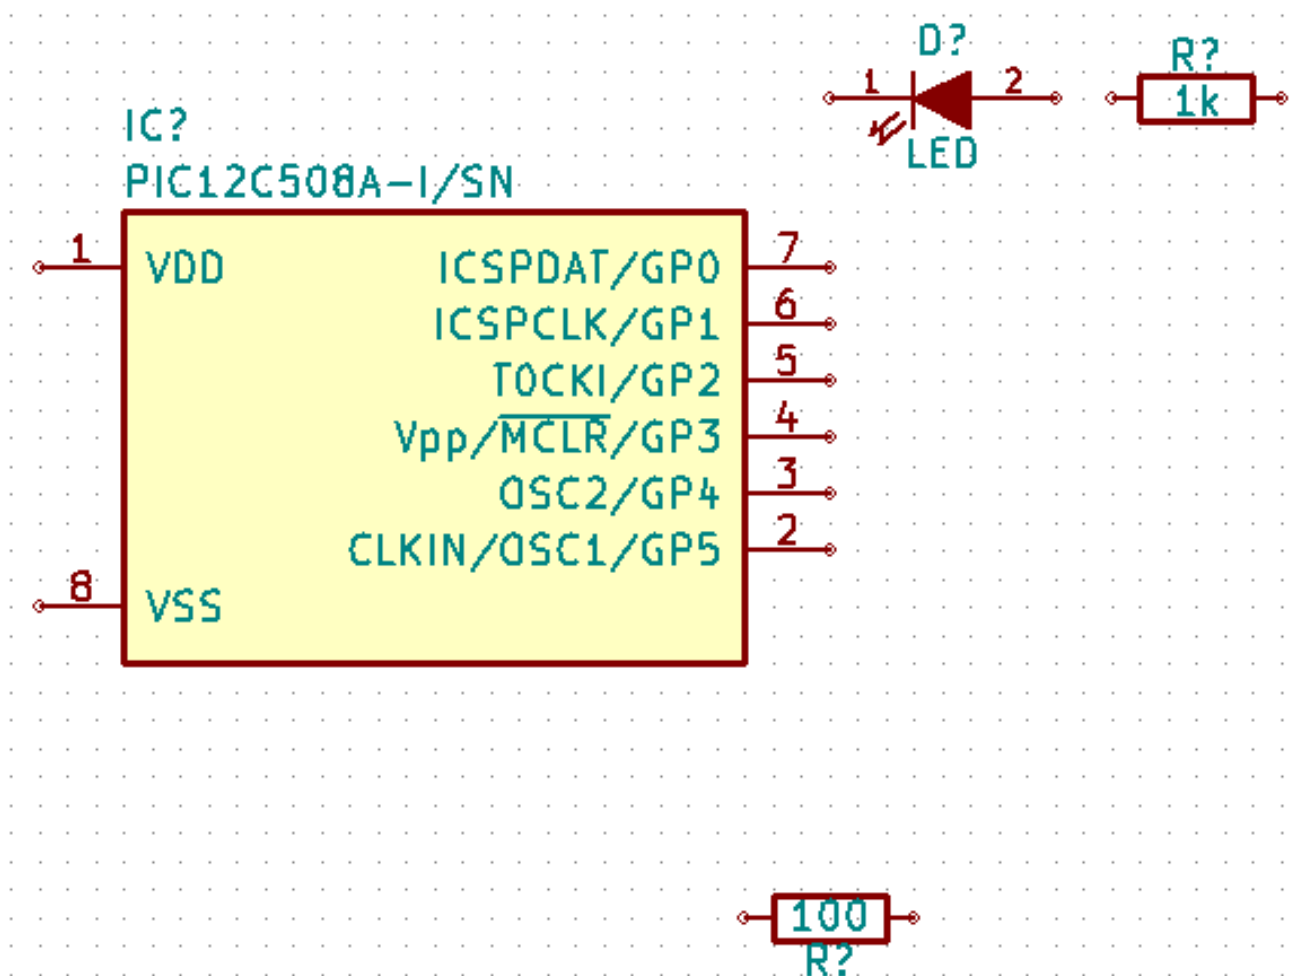 D?
1 2
LED
R?
1k
IC?
PIC12C508A-I/SN
1 VDD
ICSPDAT/GP0 7
ICSPCLK/GP1 6
T0CKI/GP2 5
Vpp/MCLR/GP3 4
OSC2/GP4 3
CLKIN/OSC1/GP5 2
8 VSS
100
R?